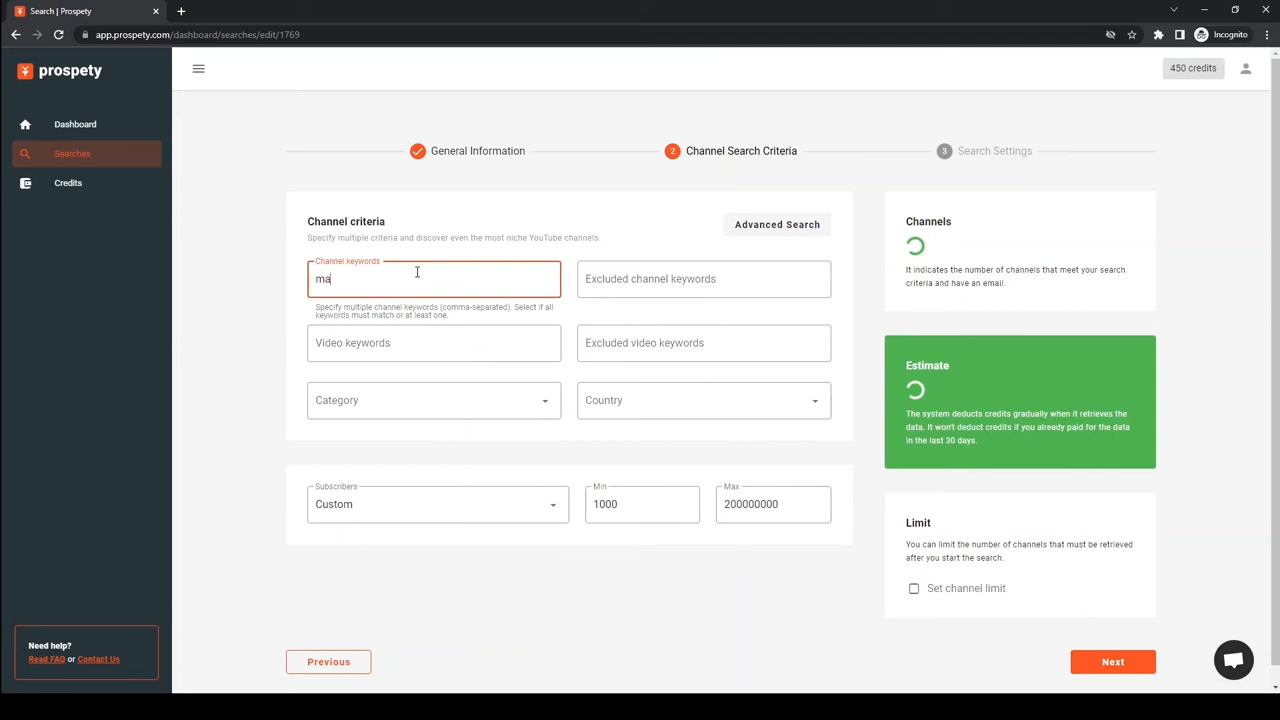 Search | Prospety
app.prospety.com/dashboard/searches/edit/1769
Incognito
prospety
450 credits
Dashboard
Searches
Credits
General Information
2 Channel Search Criteria
3 Search Settings
Channel criteria
Advanced Search
Specify multiple criteria and discover even the most niche YouTube channels.
Channel keywords
ma
Excluded channel keywords
Specify multiple channel keywords (comma-separated). Select if all
keywords must match or at least one.
Video keywords
Excluded video keywords
Category
Country
Subscribers
Custom
Min
1000
Max
200000000
Channels
It indicates the number of channels that meet your search
criteria and have an email.
Estimate
The system deducts credits gradually when it retrieves the
data. It won't deduct credits if you already paid for the data
in the last 30 days.
Limit
You can limit the number of channels that must be retrieved
after you start the search.
Set channel limit
Need help?
Read FAQ or Contact Us
Previous
Next